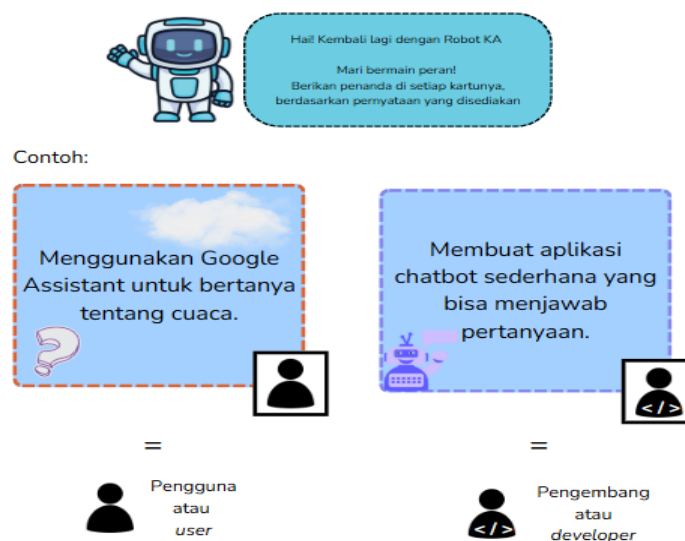 Hai! Kembali lagi dengan Robot KA
Mari bermain peran!
Berikan penanda di setiap kartunya,
berdasarkan pernyataan yang disediakan
Contoh:
Menggunakan Google
Assistant untuk bertanya
tentang cuaca.
Membuat aplikasi
chatbot sederhana yang
bisa menjawab
pertanyaan.
</>
=
=
Pengguna
atau
user
</>
Pengembang
atau
developer